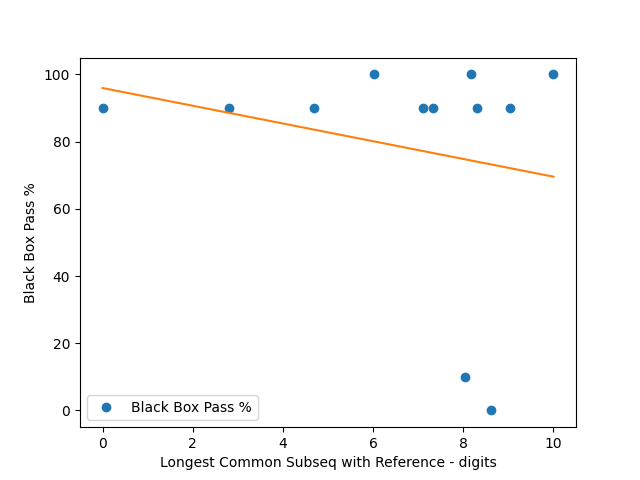 100
80
60
40
20
0
Black Box Pass %
Black Box Pass %
0 2 4 6 8 10
Longest Common Subseq with Reference - digits